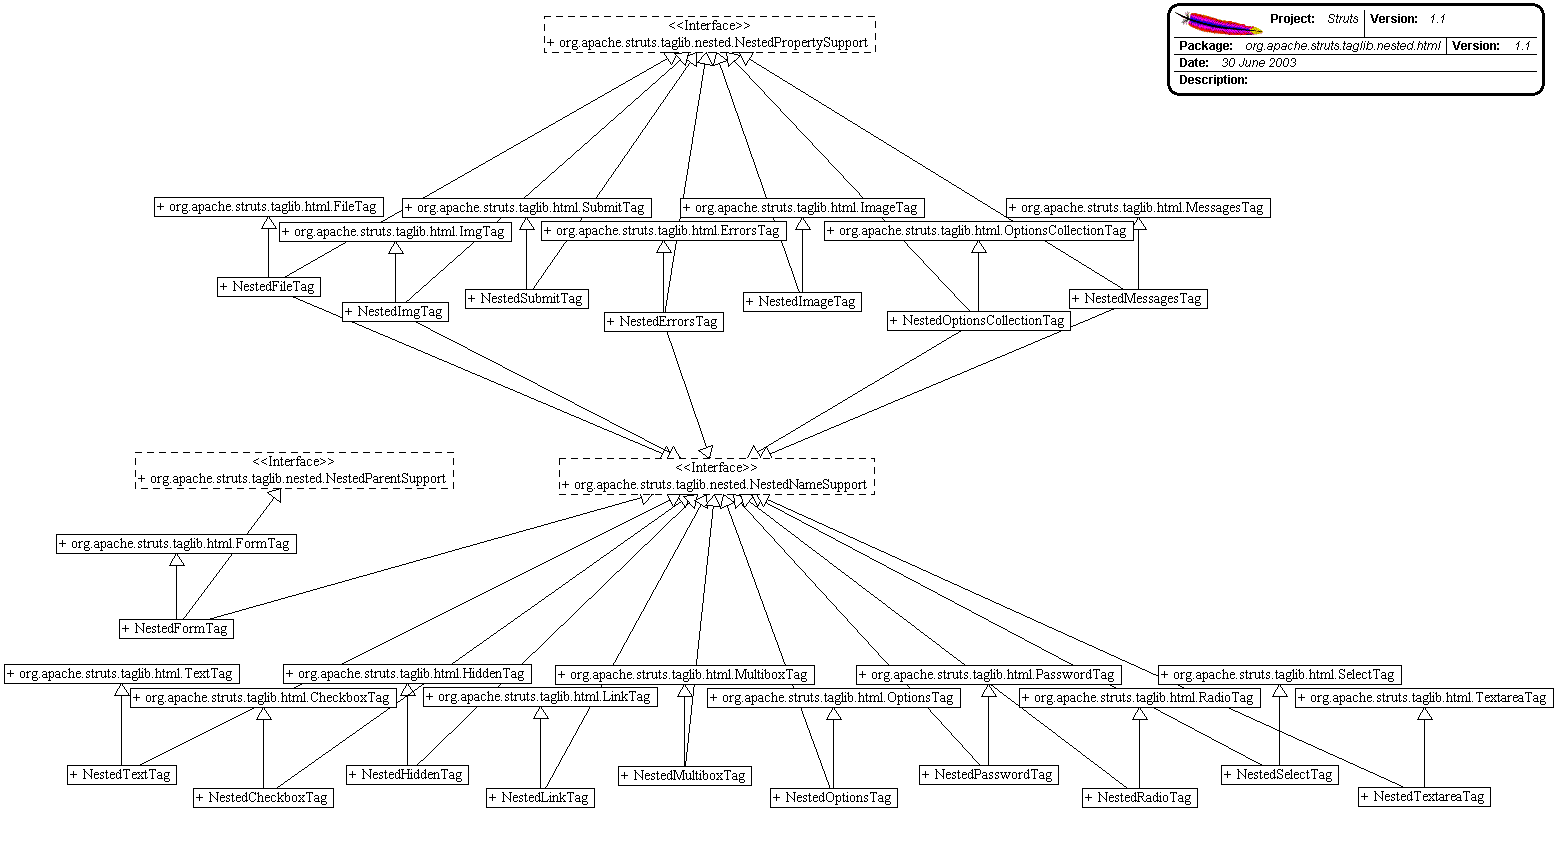 <<Interface>>
+ org.apache.struts.taglib.nested.NestedPropertySupport
Project: Struts Version: 1.1
Package: org.apache.struts.taglib.nested.html Version: 1.1
Date: 30 June 2003
Description:
+ org.apache.struts.taglib.html.FileTag
+ org.apache.struts.taglib.html.SubmitTag
+ org.apache.struts.taglib.html.ImageTag
+ org.apache.struts.taglib.html.MessagesTag
+ org.apache.struts.taglib.html.ImgTag
+ org.apache.struts.taglib.html.ErrorsTag
+ org.apache.struts.taglib.html.OptionsCollectionTag
+ NestedFileTag
+ NestedImgTag
+ NestedSubmitTag
+ NestedErrorsTag
+ NestedImageTag
+ NestedOptionsCollectionTag
+ NestedMessagesTag
<<Interface>>
+ org.apache.struts.taglib.nested.NestedParentSupport
<<Interface>>
+ org.apache.struts.taglib.nested.NestedNameSupport
+ org.apache.struts.taglib.html.FormTag
+ NestedFormTag
+ org.apache.struts.taglib.html.TextTag
+ org.apache.struts.taglib.html.HiddenTag
+ org.apache.struts.taglib.html.MultiboxTag
+ org.apache.struts.taglib.html.PasswordTag
+ org.apache.struts.taglib.html.SelectTag
+ org.apache.struts.taglib.html.CheckboxTag
+ org.apache.struts.taglib.html.LinkTag
+ org.apache.struts.taglib.html.OptionsTag
+ org.apache.struts.taglib.html.RadioTag
+ org.apache.struts.taglib.html.TextareaTag
+ NestedTextTag
+ NestedCheckboxTag
+ NestedHiddenTag
+ NestedLinkTag
+ NestedMultiboxTag
+ NestedOptionsTag
+ NestedPasswordTag
+ NestedRadioTag
+ NestedSelectTag
+ NestedTextareaTag